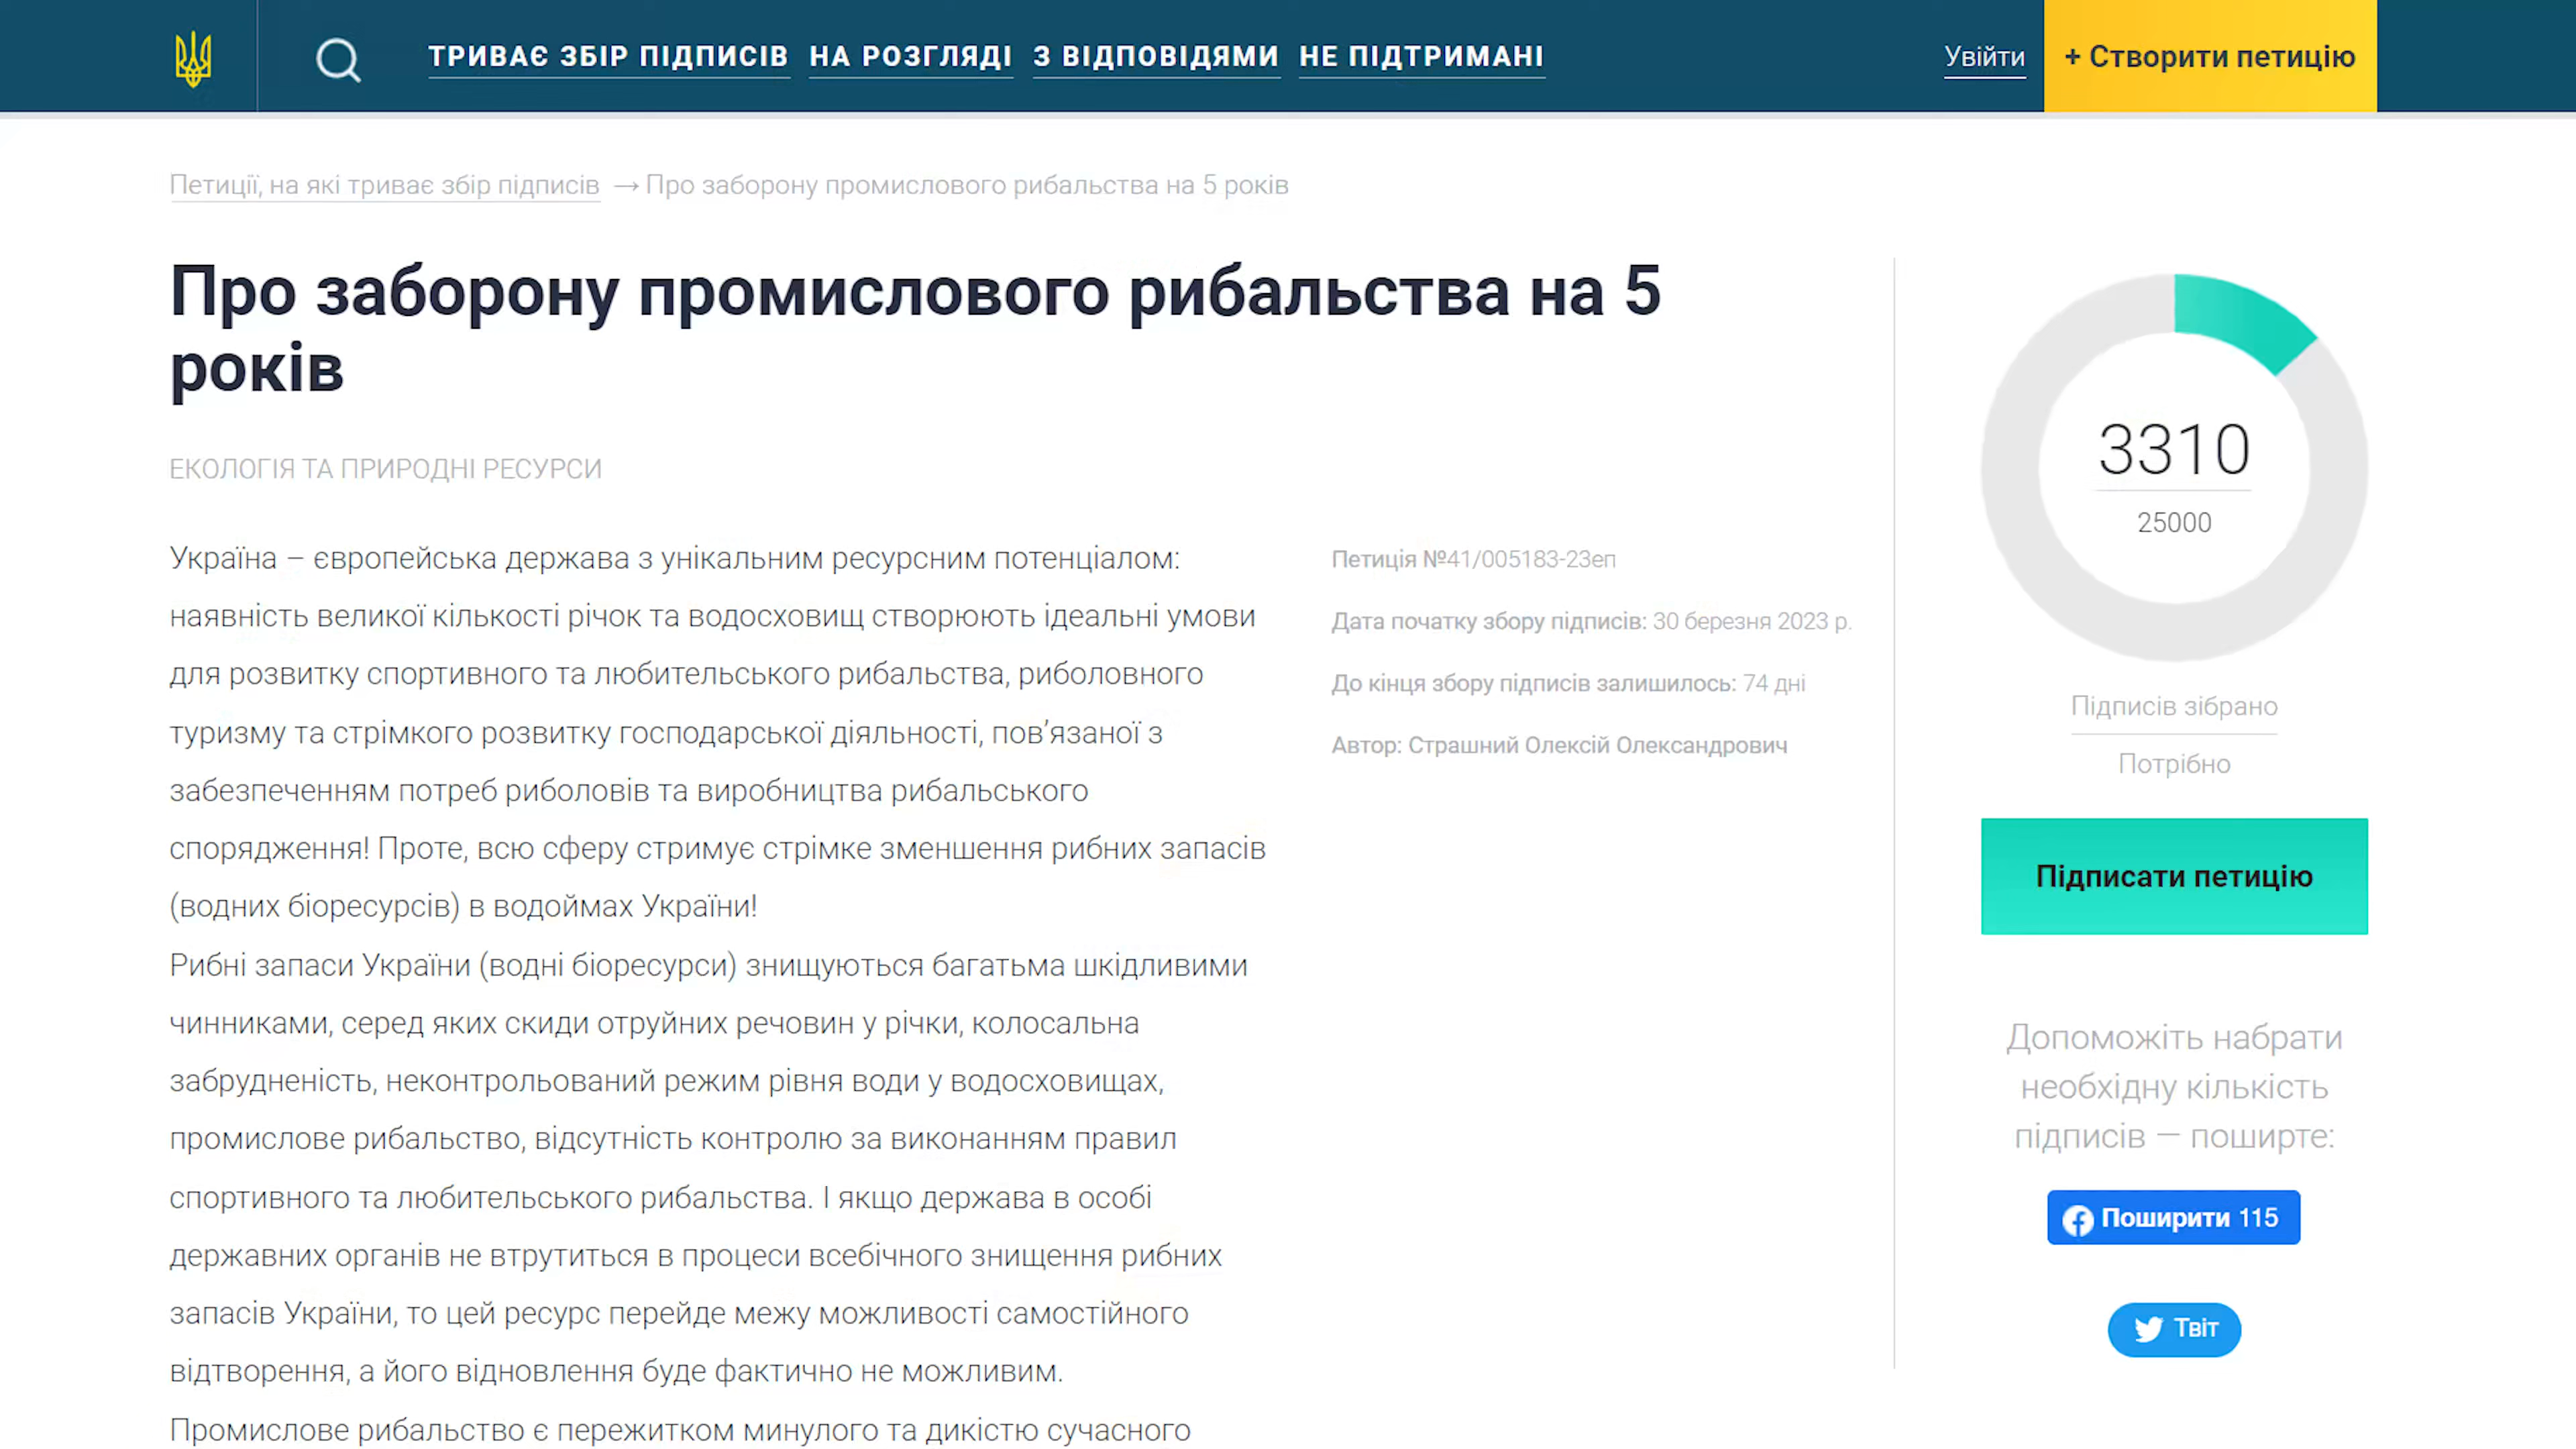 ТРИВАЄ ЗБІР ПІДПИСІВ НА РОЗГЛЯДІ З ВІДПОВІДЯМИ НЕ ПІДТРИМАНІ Увійти + Створити петицію
Петиції, на які триває збір підписів → Про заборону промислового рибальства на 5 років
Про заборону промислового рибальства на 5
років
ЕКОЛОГІЯ ТА ПРИРОДНІ РЕСУРСИ
Україна – європейська держава з унікальним ресурсним потенціалом:
наявність великої кількості річок та водосховищ створюють ідеальні умови
для розвитку спортивного та любительського рибальства, риболовного
туризму та стрімкого розвитку господарської діяльності, пов’язаної з
забезпеченням потреб риболовів та виробництва рибальського
спорядження! Проте, всю сферу стримує стрімке зменшення рибних запасів
(водних біоресурсів) в водоймах України!
Рибні запаси України (водні біоресурси) знищуються багатьма шкідливими
чинниками, серед яких скиди отруйних речовин у річки, колосальна
забрудненість, неконтрольований режим рівня води у водосховищах,
промислове рибальство, відсутність контролю за виконанням правил
спортивного та любительського рибальства. І якщо держава в особі
державних органів не втрутиться в процеси всебічного знищення рибних
запасів України, то цей ресурс перейде межу можливості самостійного
відтворення, а його відновлення буде фактично не можливим.
Промислове рибальство є пережитком минулого та дикістю сучасного
Петиція №41/005183-23еп
Дата початку збору підписів: 30 березня 2023 р.
До кінця збору підписів залишилось: 74 дні
Автор: Страшний Олексій Олександрович
3310
25000
Підписів зібрано
Потрібно
Підписати петицію
Допоможіть набрати
необхідну кількість
підписів — поширте:
Поширити 115
Твіт